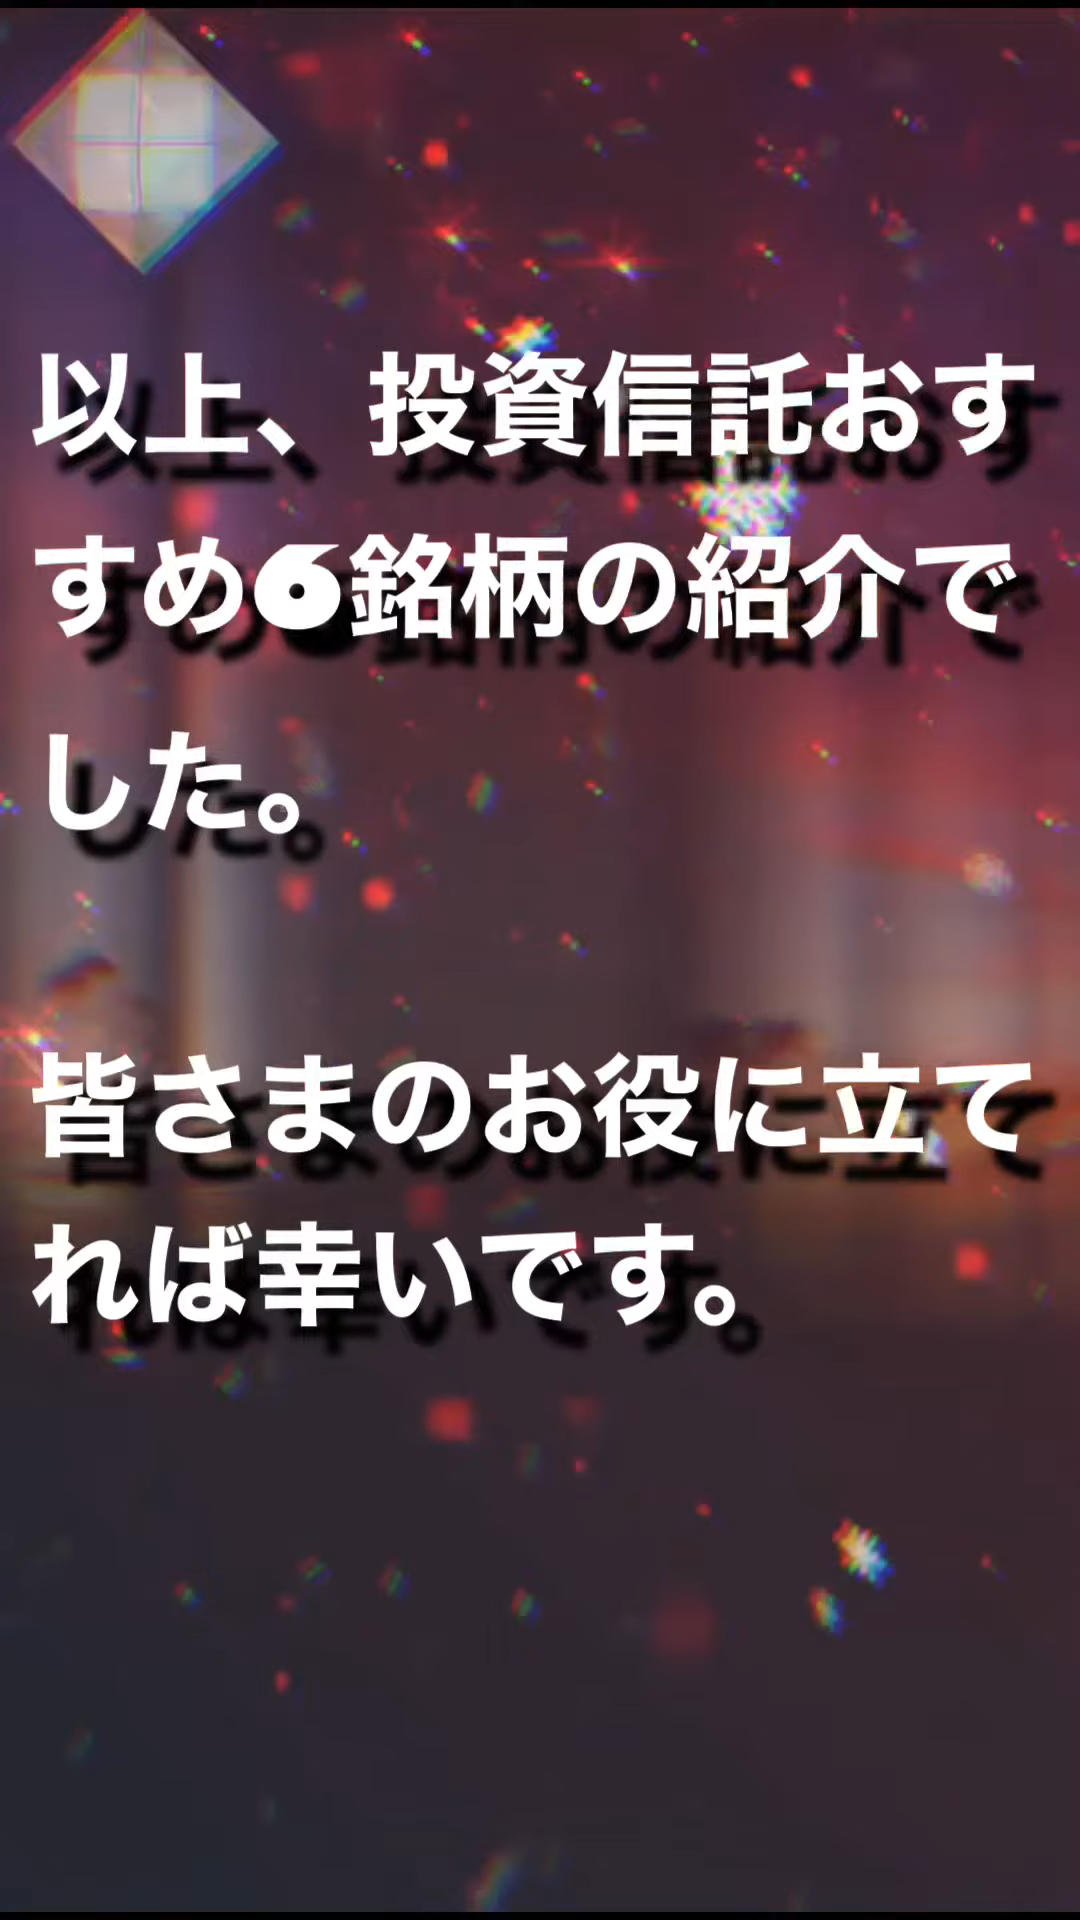 以上、投資信託おす
すめ6銘柄の紹介で
した。
皆さまのお役に立て
れば幸いです。